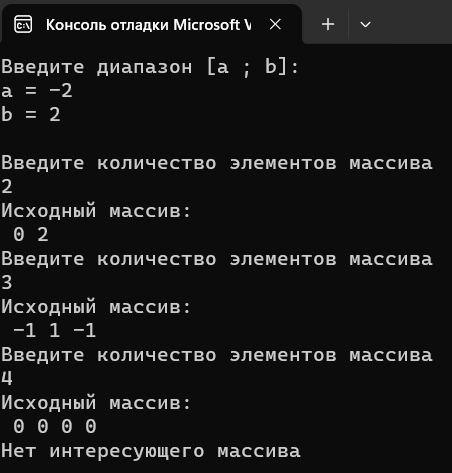 Консоль отладки Microsoft V
Введите диапазон [a ; b]:
a = -2
b = 2
Введите количество элементов массива
2
Исходный массив:
0 2
Введите количество элементов массива
3
Исходный массив:
-1 1 -1
Введите количество элементов массива
4
Исходный массив:
0 0 0 0
Нет интересующего массива